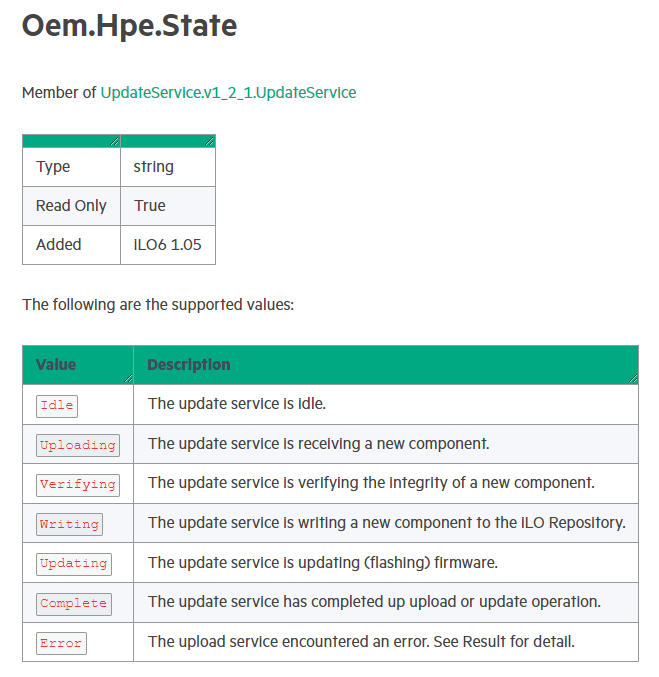 Oem.Hpe.State
Member of UpdateService.v1_2_1.UpdateService
Type string
Read Only True
Added iLO6 1.05
The following are the supported values:
Value Description
Idle The update service is idle.
Uploading The update service is receiving a new component.
Verifying The update service is verifying the integrity of a new component.
Writing The update service is writing a new component to the iLO Repository.
Updating The update service is updating (flashing) firmware.
Complete The update service has completed up upload or update operation.
Error The upload service encountered an error. See Result for detail.